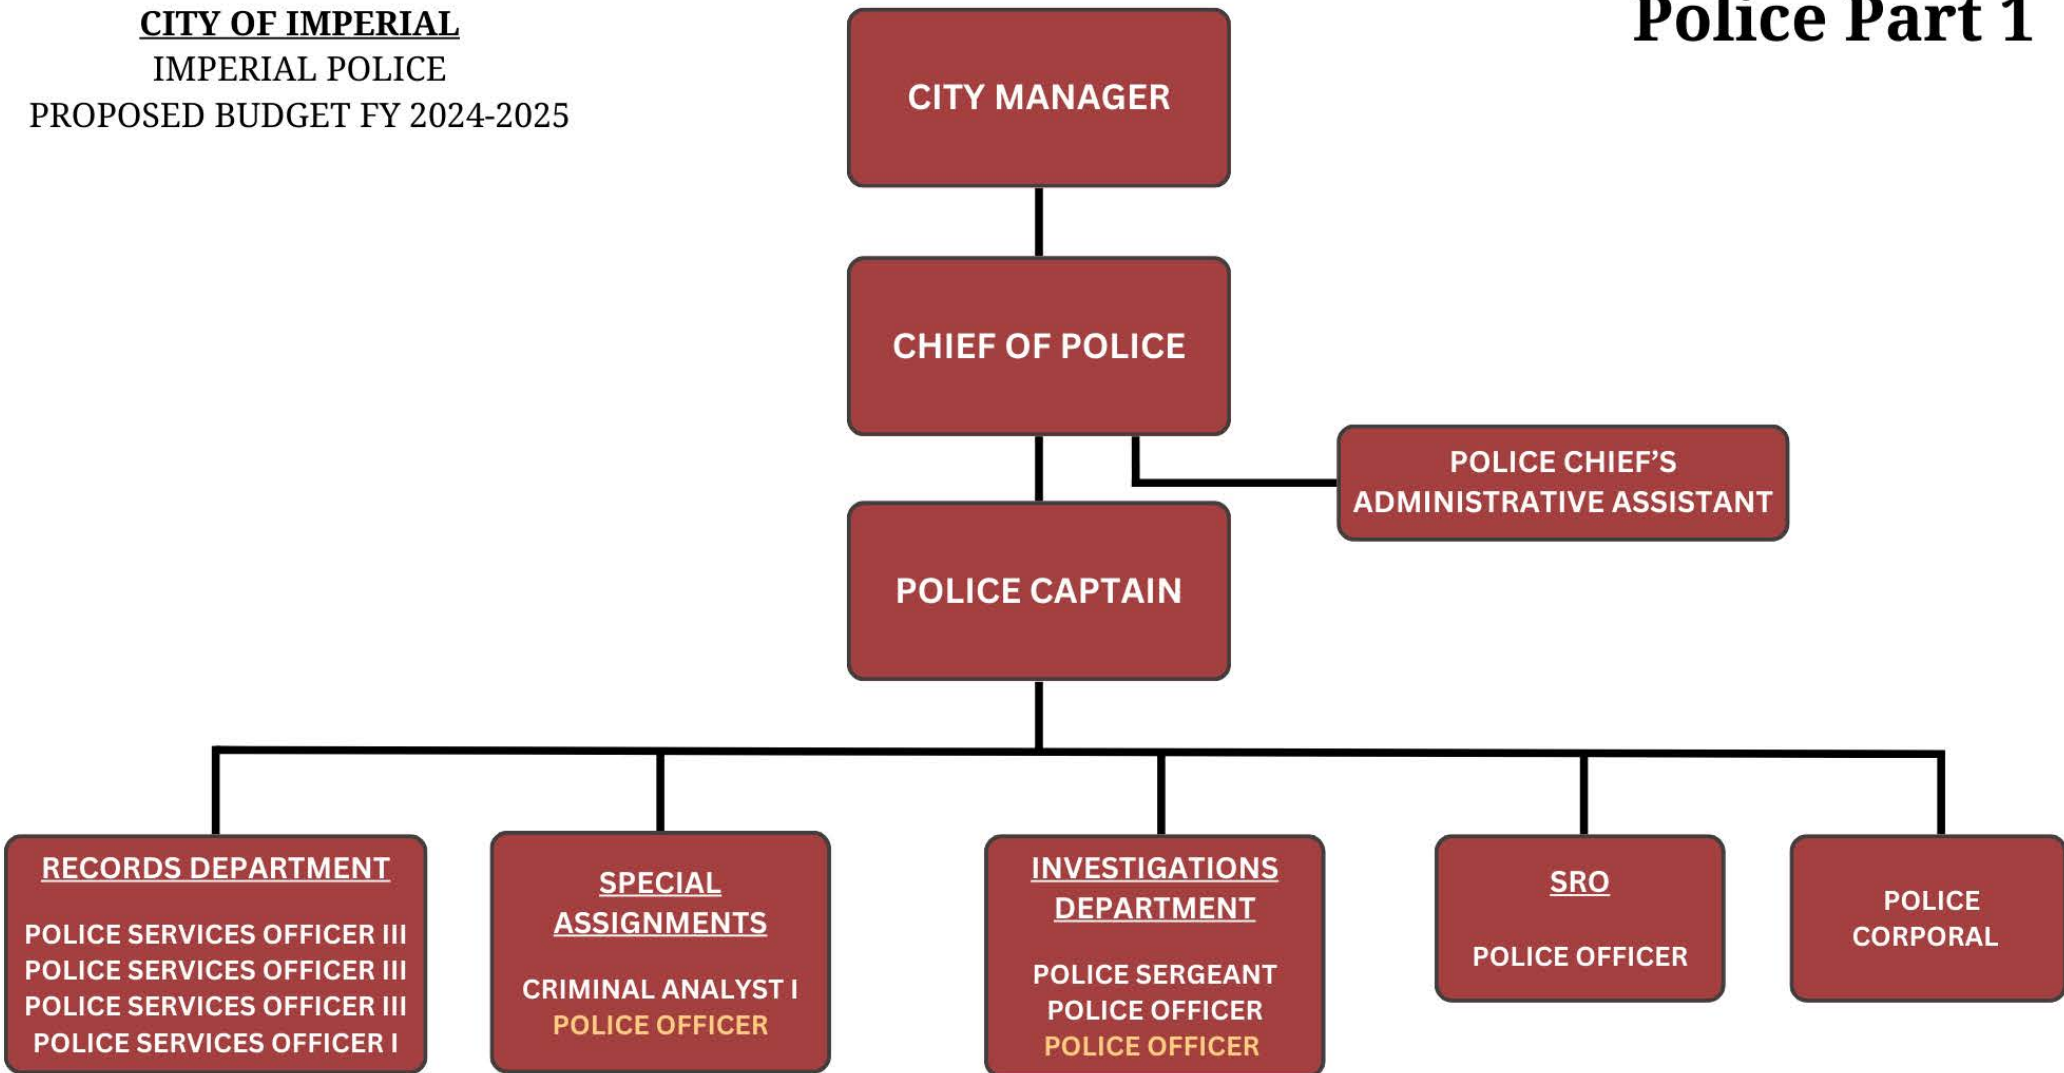 CITY OF IMPERIAL
IMPERIAL POLICE
PROPOSED BUDGET FY 2024-2025
Police Part 1
CITY MANAGER
CHIEF OF POLICE
POLICE CHIEF’S
ADMINISTRATIVE ASSISTANT
POLICE CAPTAIN
RECORDS DEPARTMENT
POLICE SERVICES OFFICER III
POLICE SERVICES OFFICER III
POLICE SERVICES OFFICER III
POLICE SERVICES OFFICER I
SPECIAL
ASSIGNMENTS
CRIMINAL ANALYST I
POLICE OFFICER
INVESTIGATIONS
DEPARTMENT
POLICE SERGEANT
POLICE OFFICER
POLICE OFFICER
SRO
POLICE OFFICER
POLICE
CORPORAL